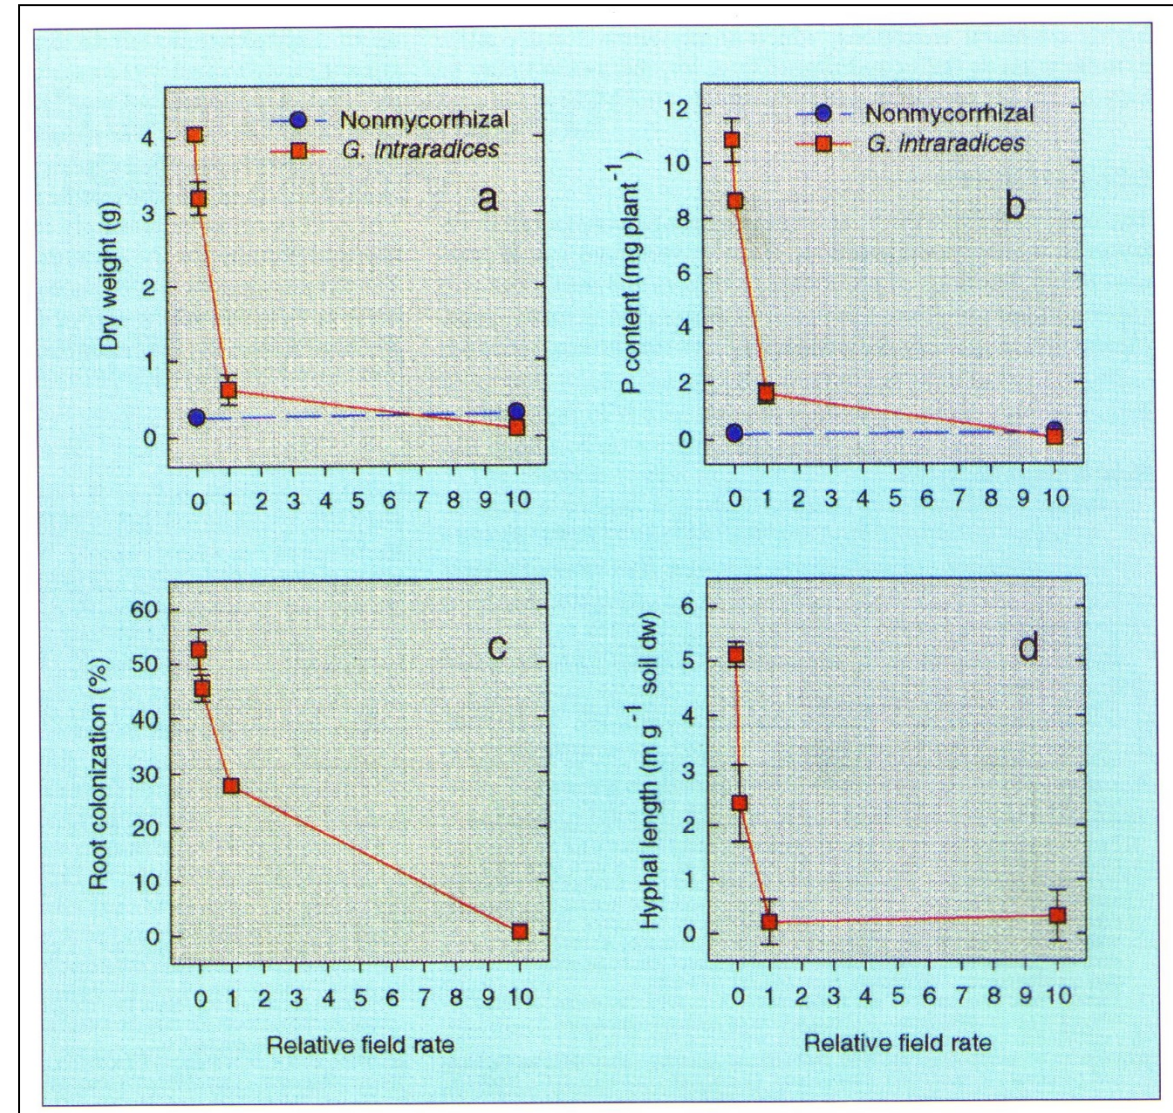 Nonmycorrhizal
G. intraradices
a
Dry weight (g)
4
3
2
1
0
0 1 2 3 4 5 6 7 8 9 10
Nonmycorrhizal
G. intraradices
b
P content (mg plant⁻¹)
12
10
8
6
4
2
0
0 1 2 3 4 5 6 7 8 9 10
c
Root colonization (%)
60
50
40
30
20
10
0
0 1 2 3 4 5 6 7 8 9 10
Relative field rate
d
Hyphal length (m g⁻¹ soil dw)
6
5
4
3
2
1
0
0 1 2 3 4 5 6 7 8 9 10
Relative field rate